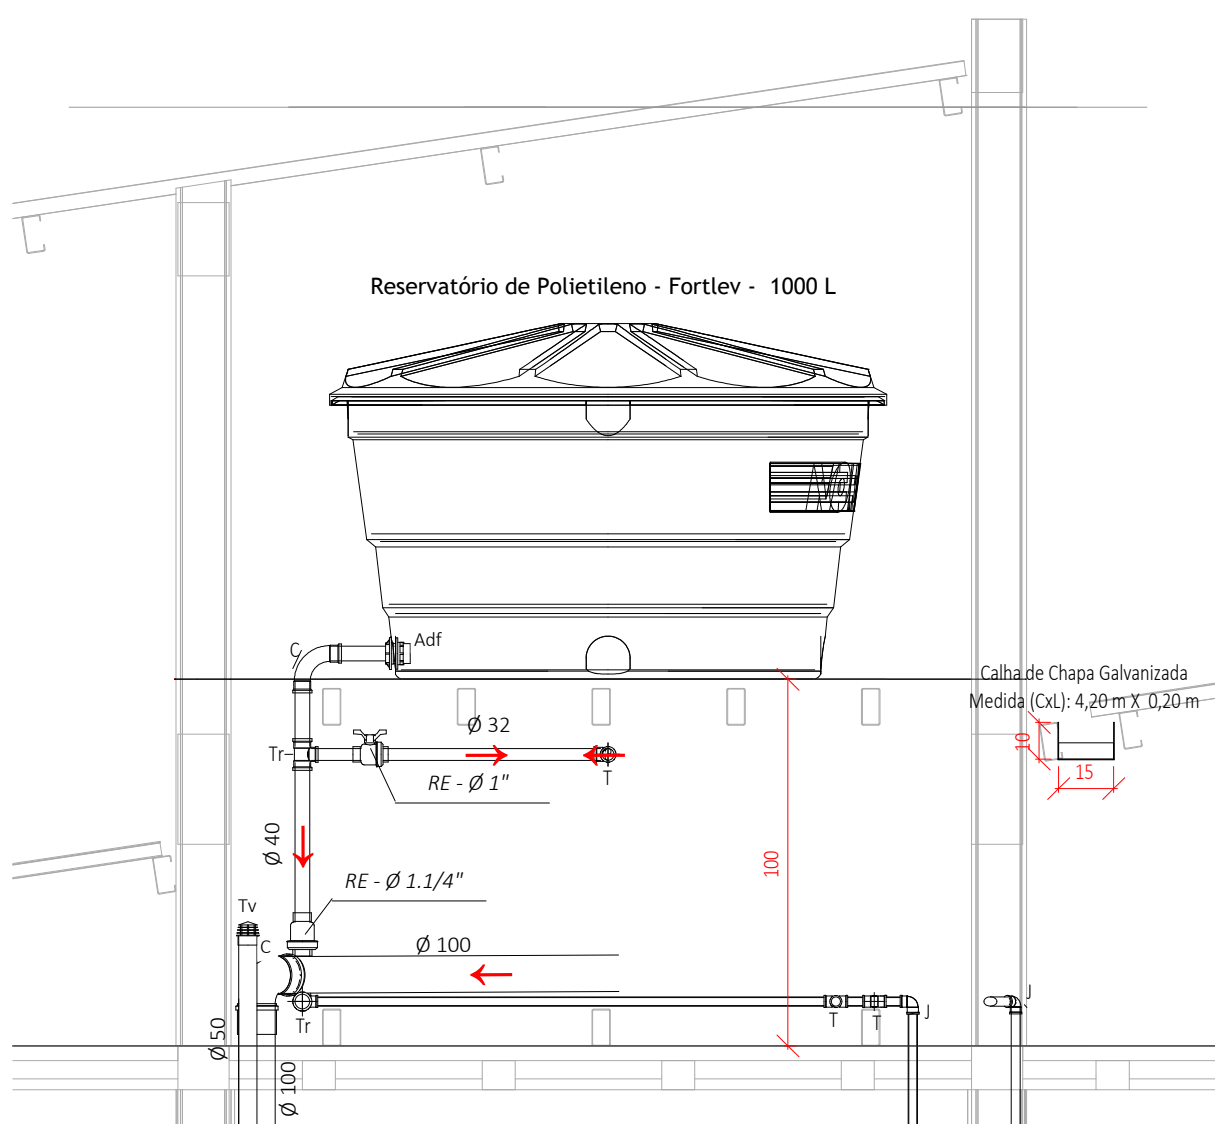 Reservatório de Polietileno - Fortlev - 1000 L
C
Adf
Calha de Chapa Galvanizada
Medida (CxL): 4,20 m X 0,20 m
Ø 32
10
Tr
T
15
RE - Ø 1"
Ø 40
100
RE - Ø 1.1/4"
Tv
C
Ø 100
Tr
T
T
J
J
Ø 50
Ø 100